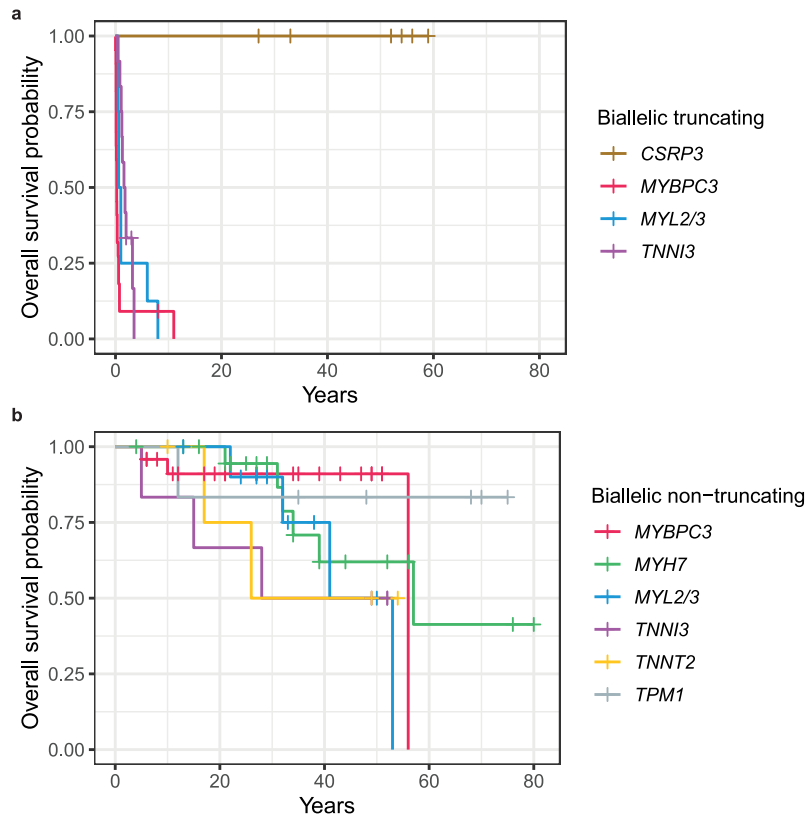 a
Overall survival probability
1.00
0.75
0.50
0.25
0.00
0
20
40
60
80
Years
Biallelic truncating
CSRP3
MYBPC3
MYL2/3
TNNI3
b
Overall survival probability
1.00
0.75
0.50
0.25
0.00
0
20
40
60
80
Years
Biallelic non−truncating
MYBPC3
MYH7
MYL2/3
TNNI3
TNNT2
TPM1